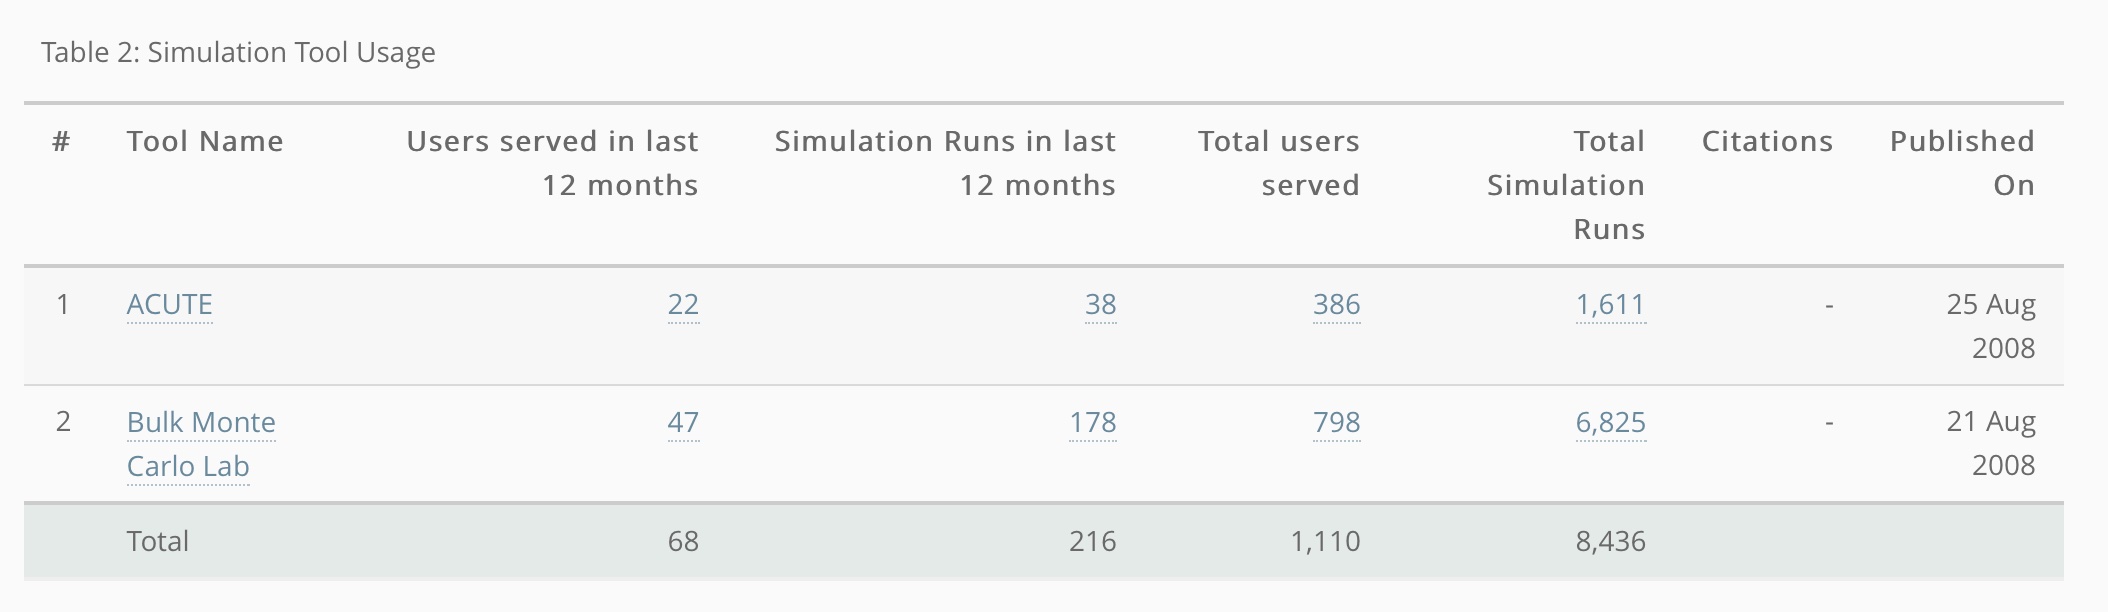 Table 2: Simulation Tool Usage
# Tool Name Users served in last 12 months Simulation Runs in last 12 months Total users served Total Simulation Runs Citations Published On
1 ACUTE 22 38 386 1,611 - 25 Aug 2008
2 Bulk Monte Carlo Lab 47 178 798 6,825 - 21 Aug 2008
Total 68 216 1,110 8,436